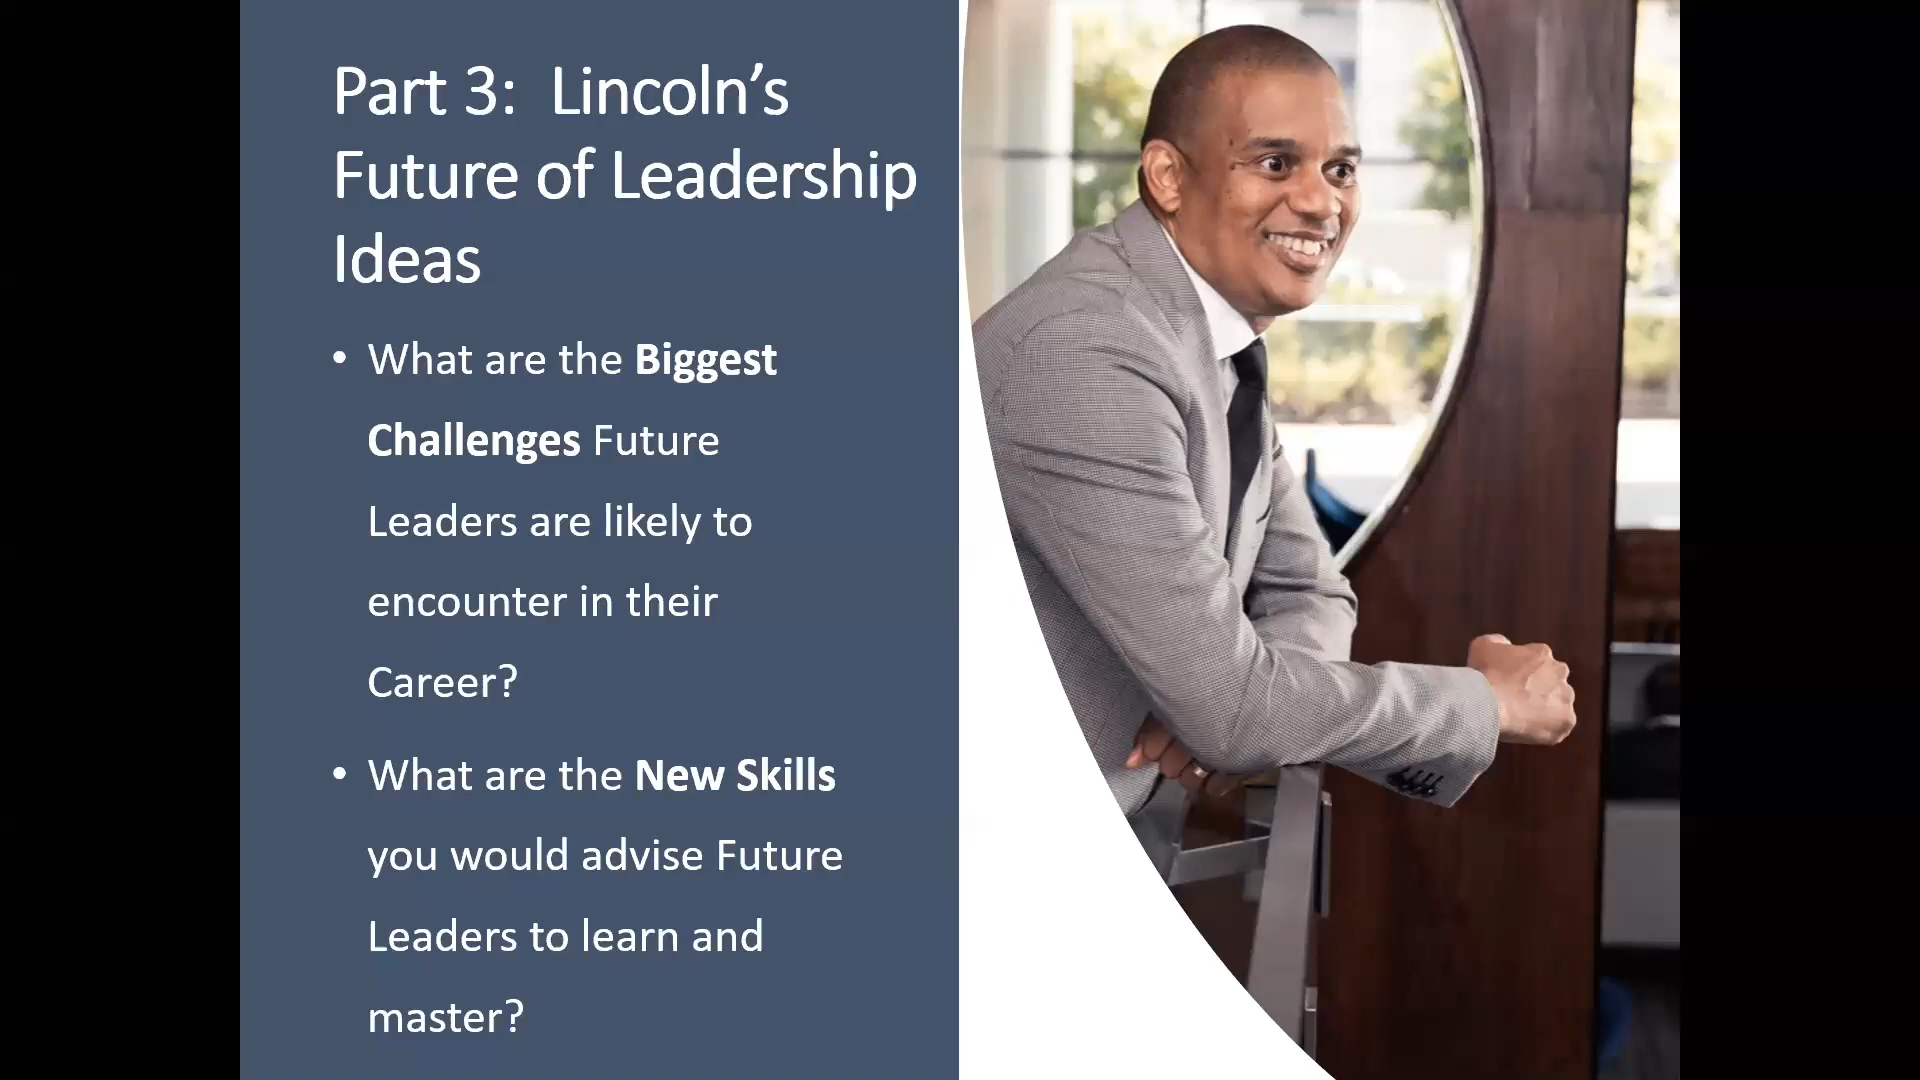 Part 3:  Lincoln’s
Future of Leadership
Ideas
• What are the Biggest
Challenges Future
Leaders are likely to
encounter in their
Career?
• What are the New Skills
you would advise Future
Leaders to learn and
master?